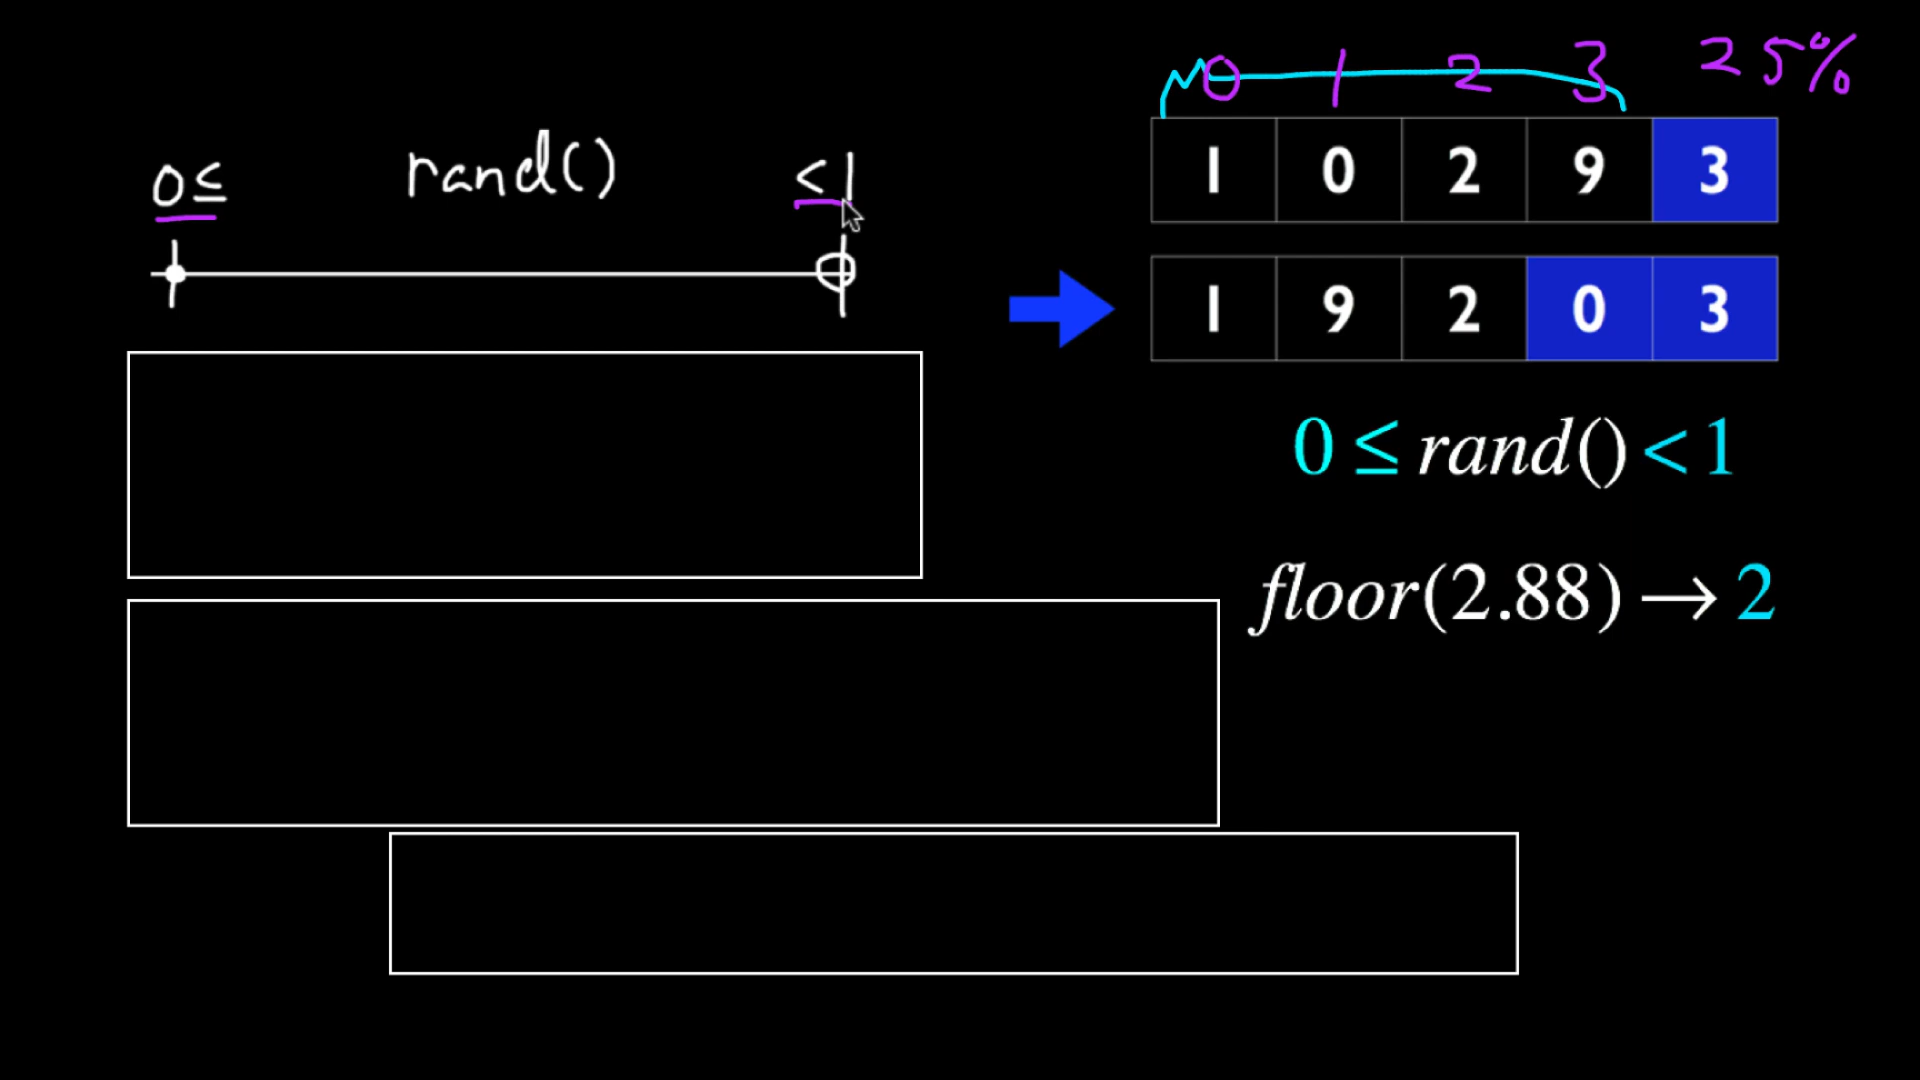 0 1 2 3 25%
0≤ rand() <1
1 0 2 9 3
1 9 2 0 3
0 ≤ rand() < 1
floor(2.88) → 2